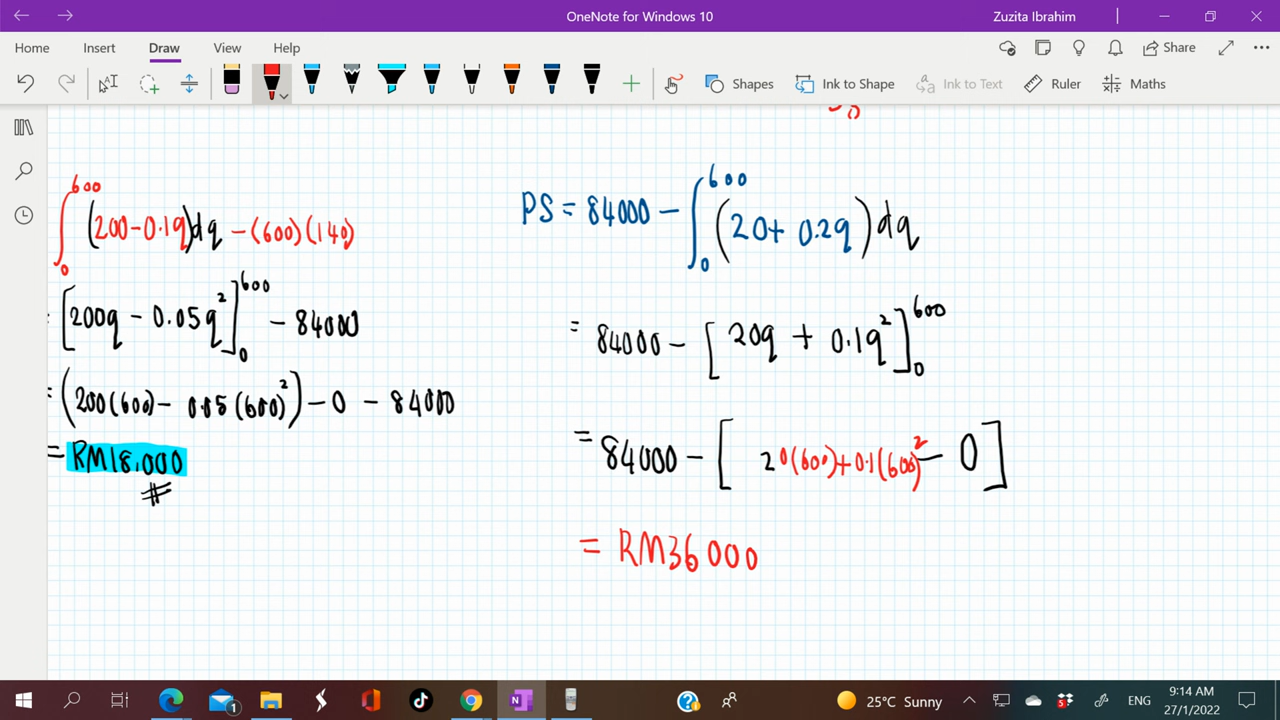 OneNote for Windows 10
Zuzita Ibrahim
Home Insert Draw View Help
Share
Shapes Ink to Shape Ink to Text Ruler Maths
∫₀⁶⁰⁰ (200-0.1q)dq - (600)(140)
= [200q - 0.05q²]₀⁶⁰⁰ - 84000
= (200(600) - 0.05(600)²) - 0 - 84000
= RM18,000
PS = 84000 - ∫₀⁶⁰⁰ (20+ 0.2q) dq
= 84000 - [20q + 0.1q²]₀⁶⁰⁰
= 84000 - [20(600)+0.1(600)² - 0]
= RM36000
1
25°C Sunny
ENG
9:14 AM
27/1/2022